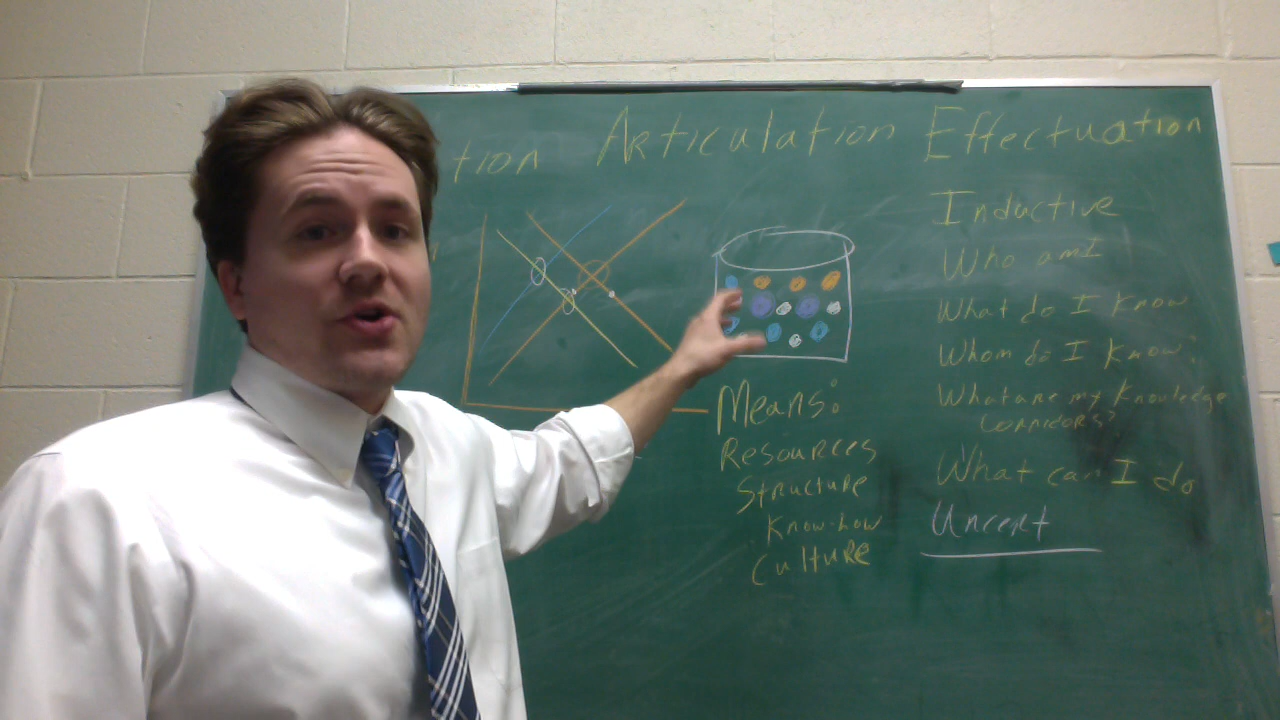 tion
Articulation
Effectuation
Means:
Resources
Structure
Know-How
Culture
Inductive
Who am I
What do I know
Whom do I know?
What are my Knowledge
Corridors?
What can I do
Uncert